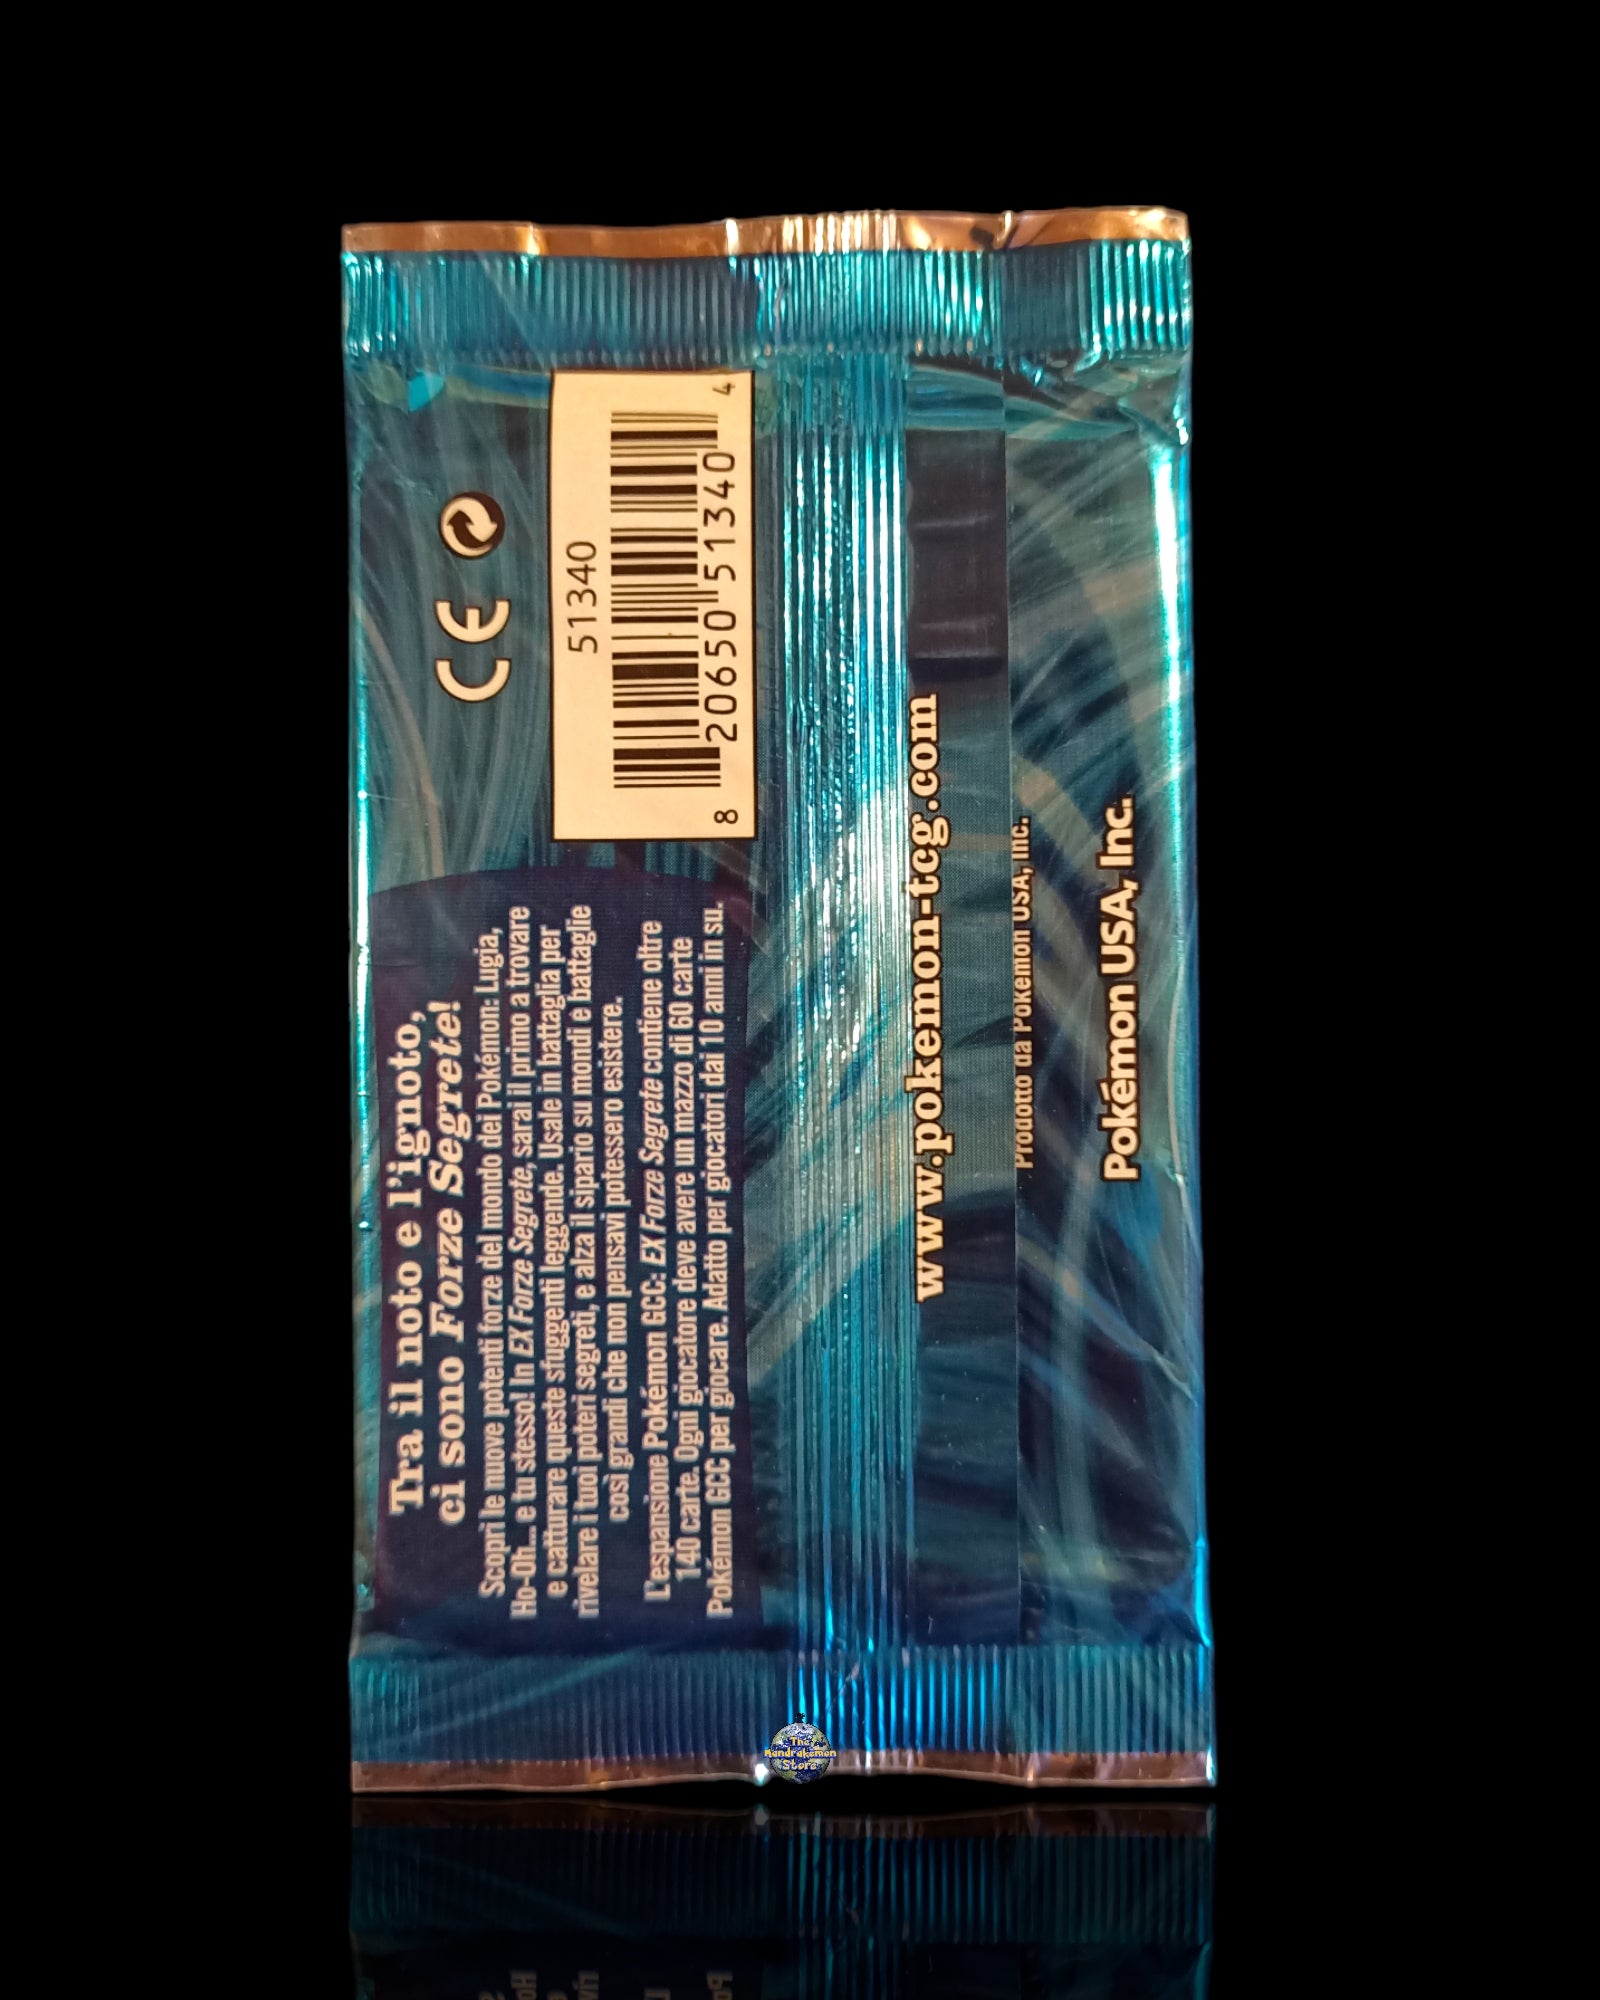 Tra il noto e l'ignoto,
ci sono Forze Segrete!
Scopri le nuove potenti forze del mondo dei Pokémon: Lugia,
Ho-Oh... e tu stesso! In EX Forze Segrete, sarai il primo a trovare
e catturare queste sfuggenti leggende. Usale in battaglia per
rivelare i tuoi poteri segreti, e alza il sipario su mondi e battaglie
così grandi che non pensavi potessero esistere.
L'espansione Pokémon GCC: EX Forze Segrete contiene oltre
140 carte. Ogni giocatore deve avere un mazzo di 60 carte
Pokémon GCC per giocare. Adatto per giocatori dai 10 anni in su.
CE
51340
8 20650 51340 4
www.pokemon-tcg.com
Prodotto da Pokémon USA, Inc.
Pokémon USA, Inc.
The
Mandrakemon
Store